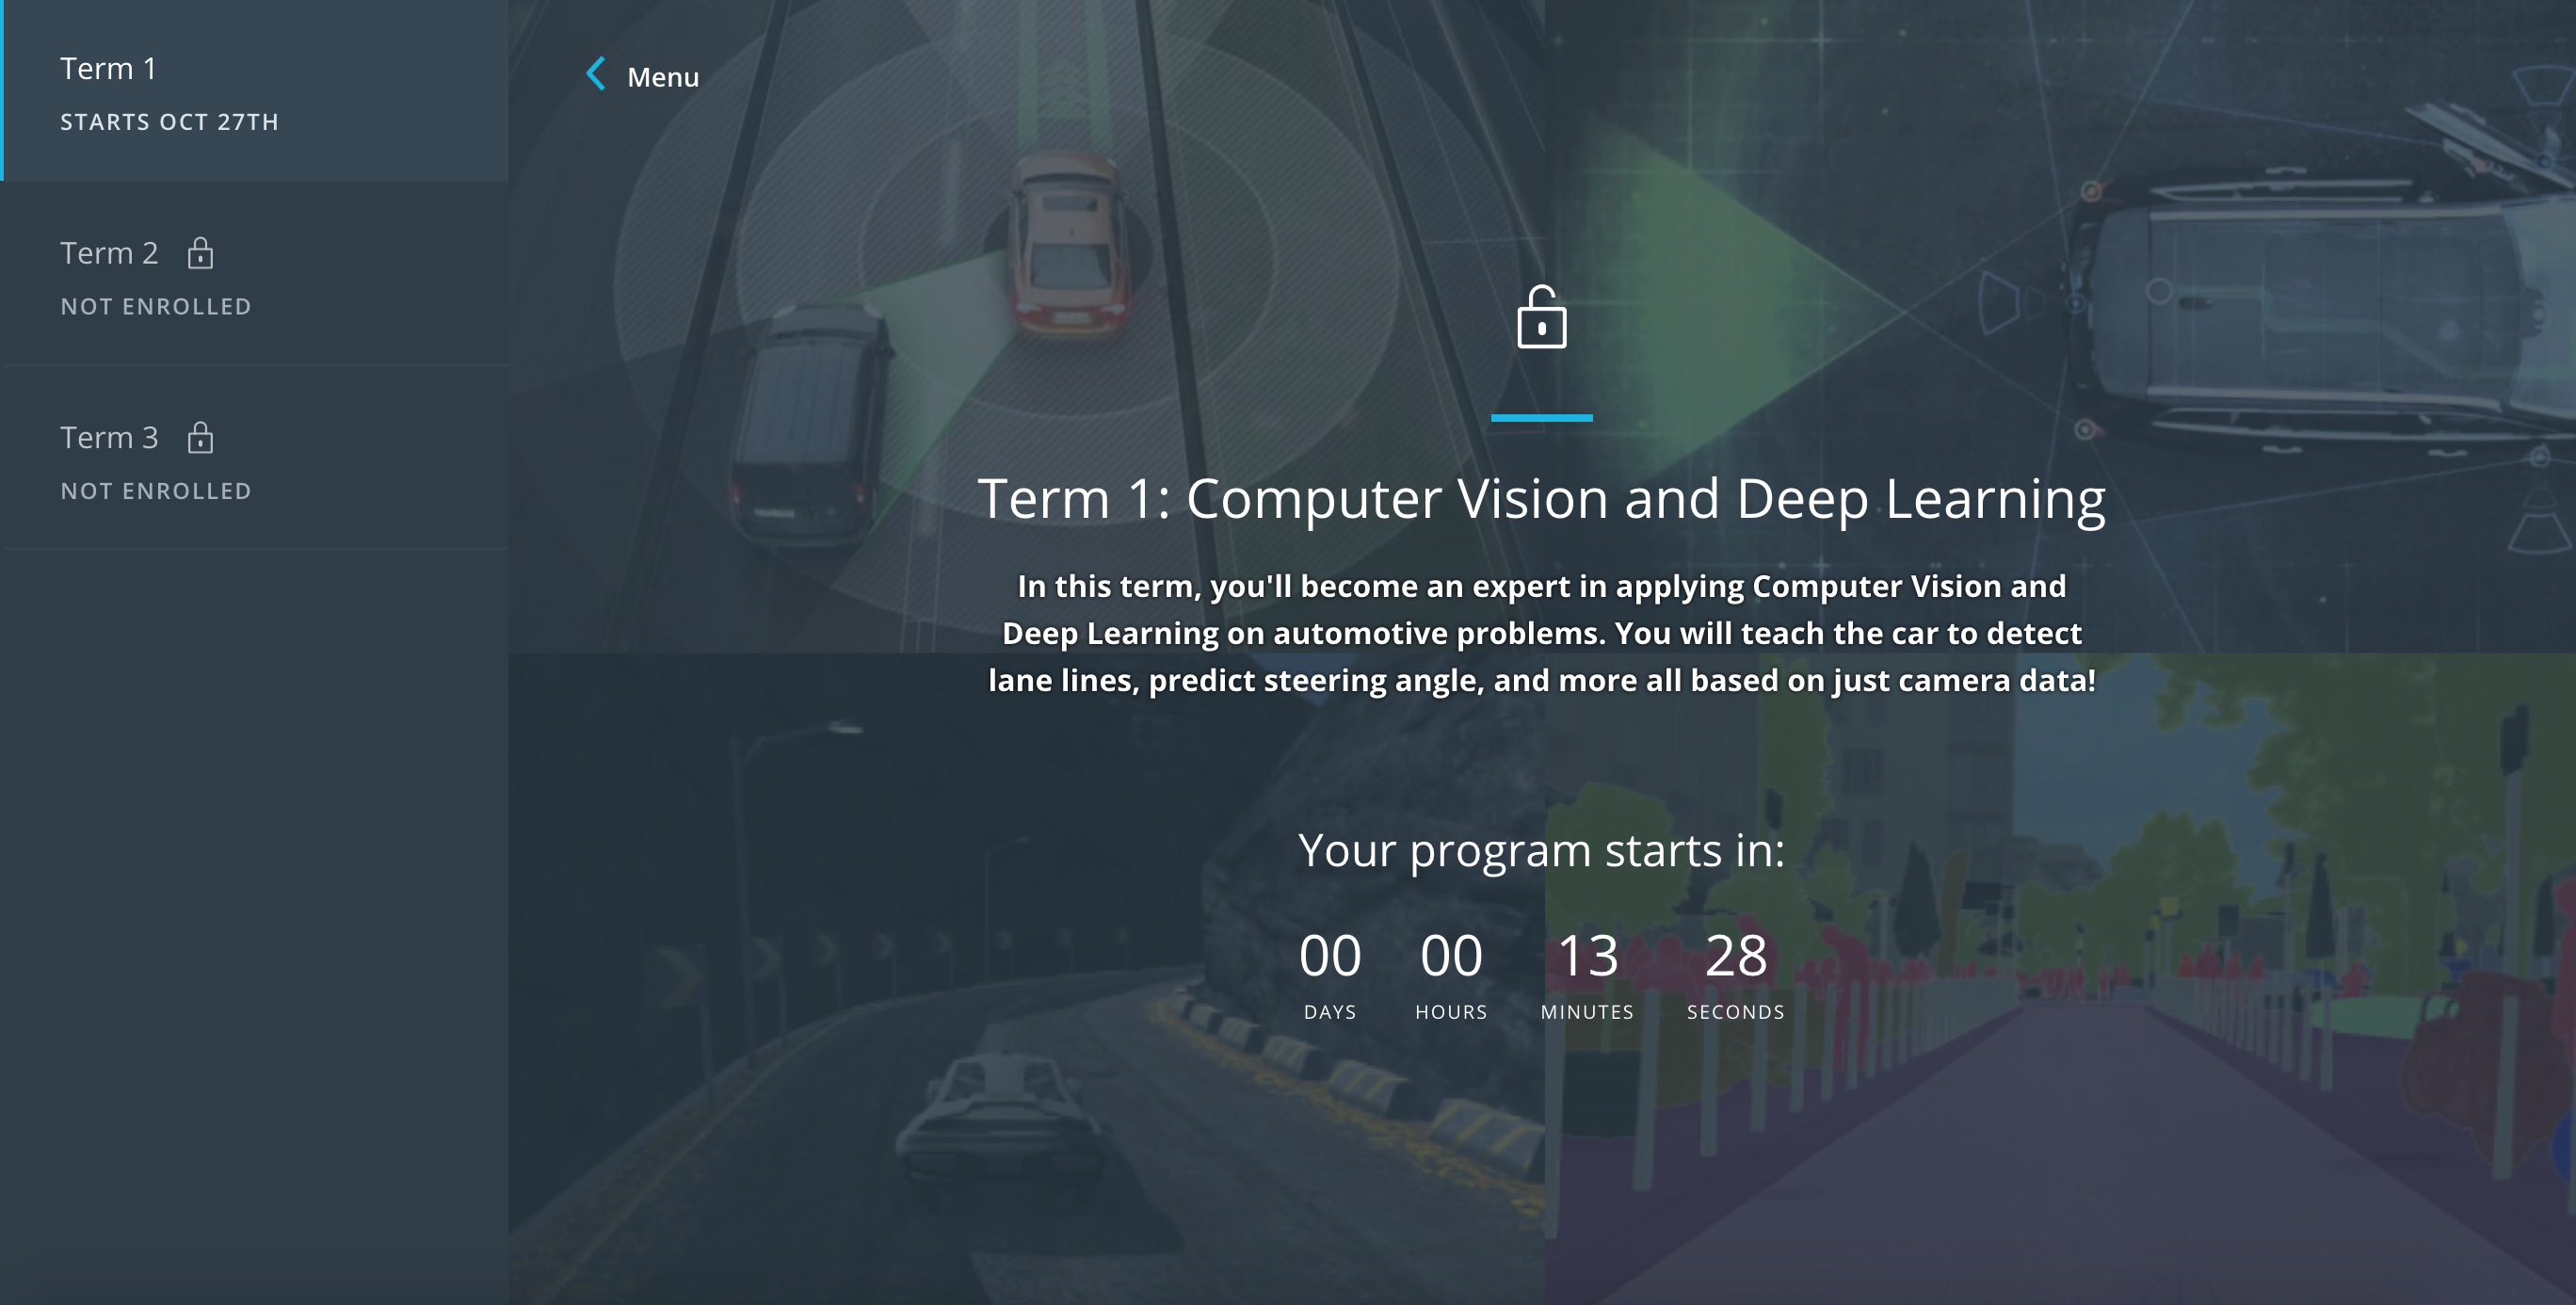 Term 1
STARTS OCT 27TH
Term 2
NOT ENROLLED
Term 3
NOT ENROLLED
Menu
Term 1: Computer Vision and Deep Learning
In this term, you'll become an expert in applying Computer Vision and
Deep Learning on automotive problems. You will teach the car to detect
lane lines, predict steering angle, and more all based on just camera data!
Your program starts in:
00 00 13 28
DAYS HOURS MINUTES SECONDS